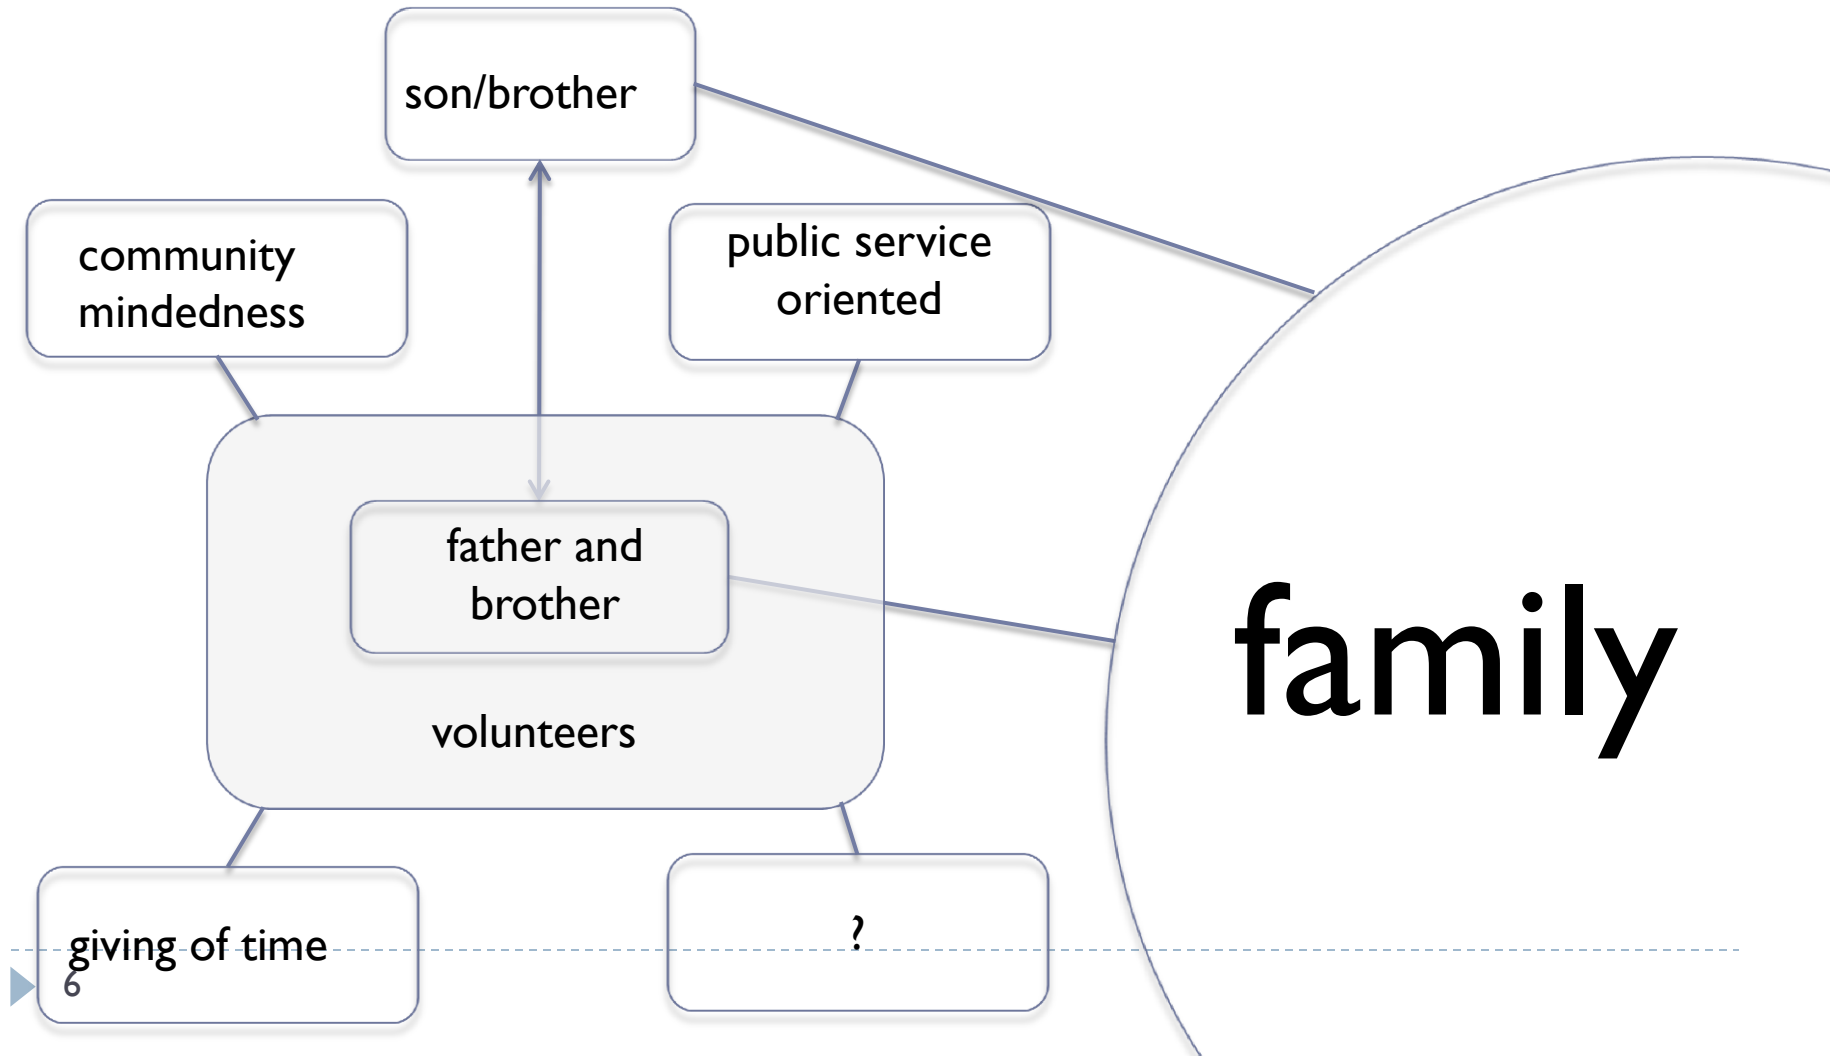 son/brother
community
mindedness
public service
oriented
father and
brother
volunteers
family
giving of time
?
6